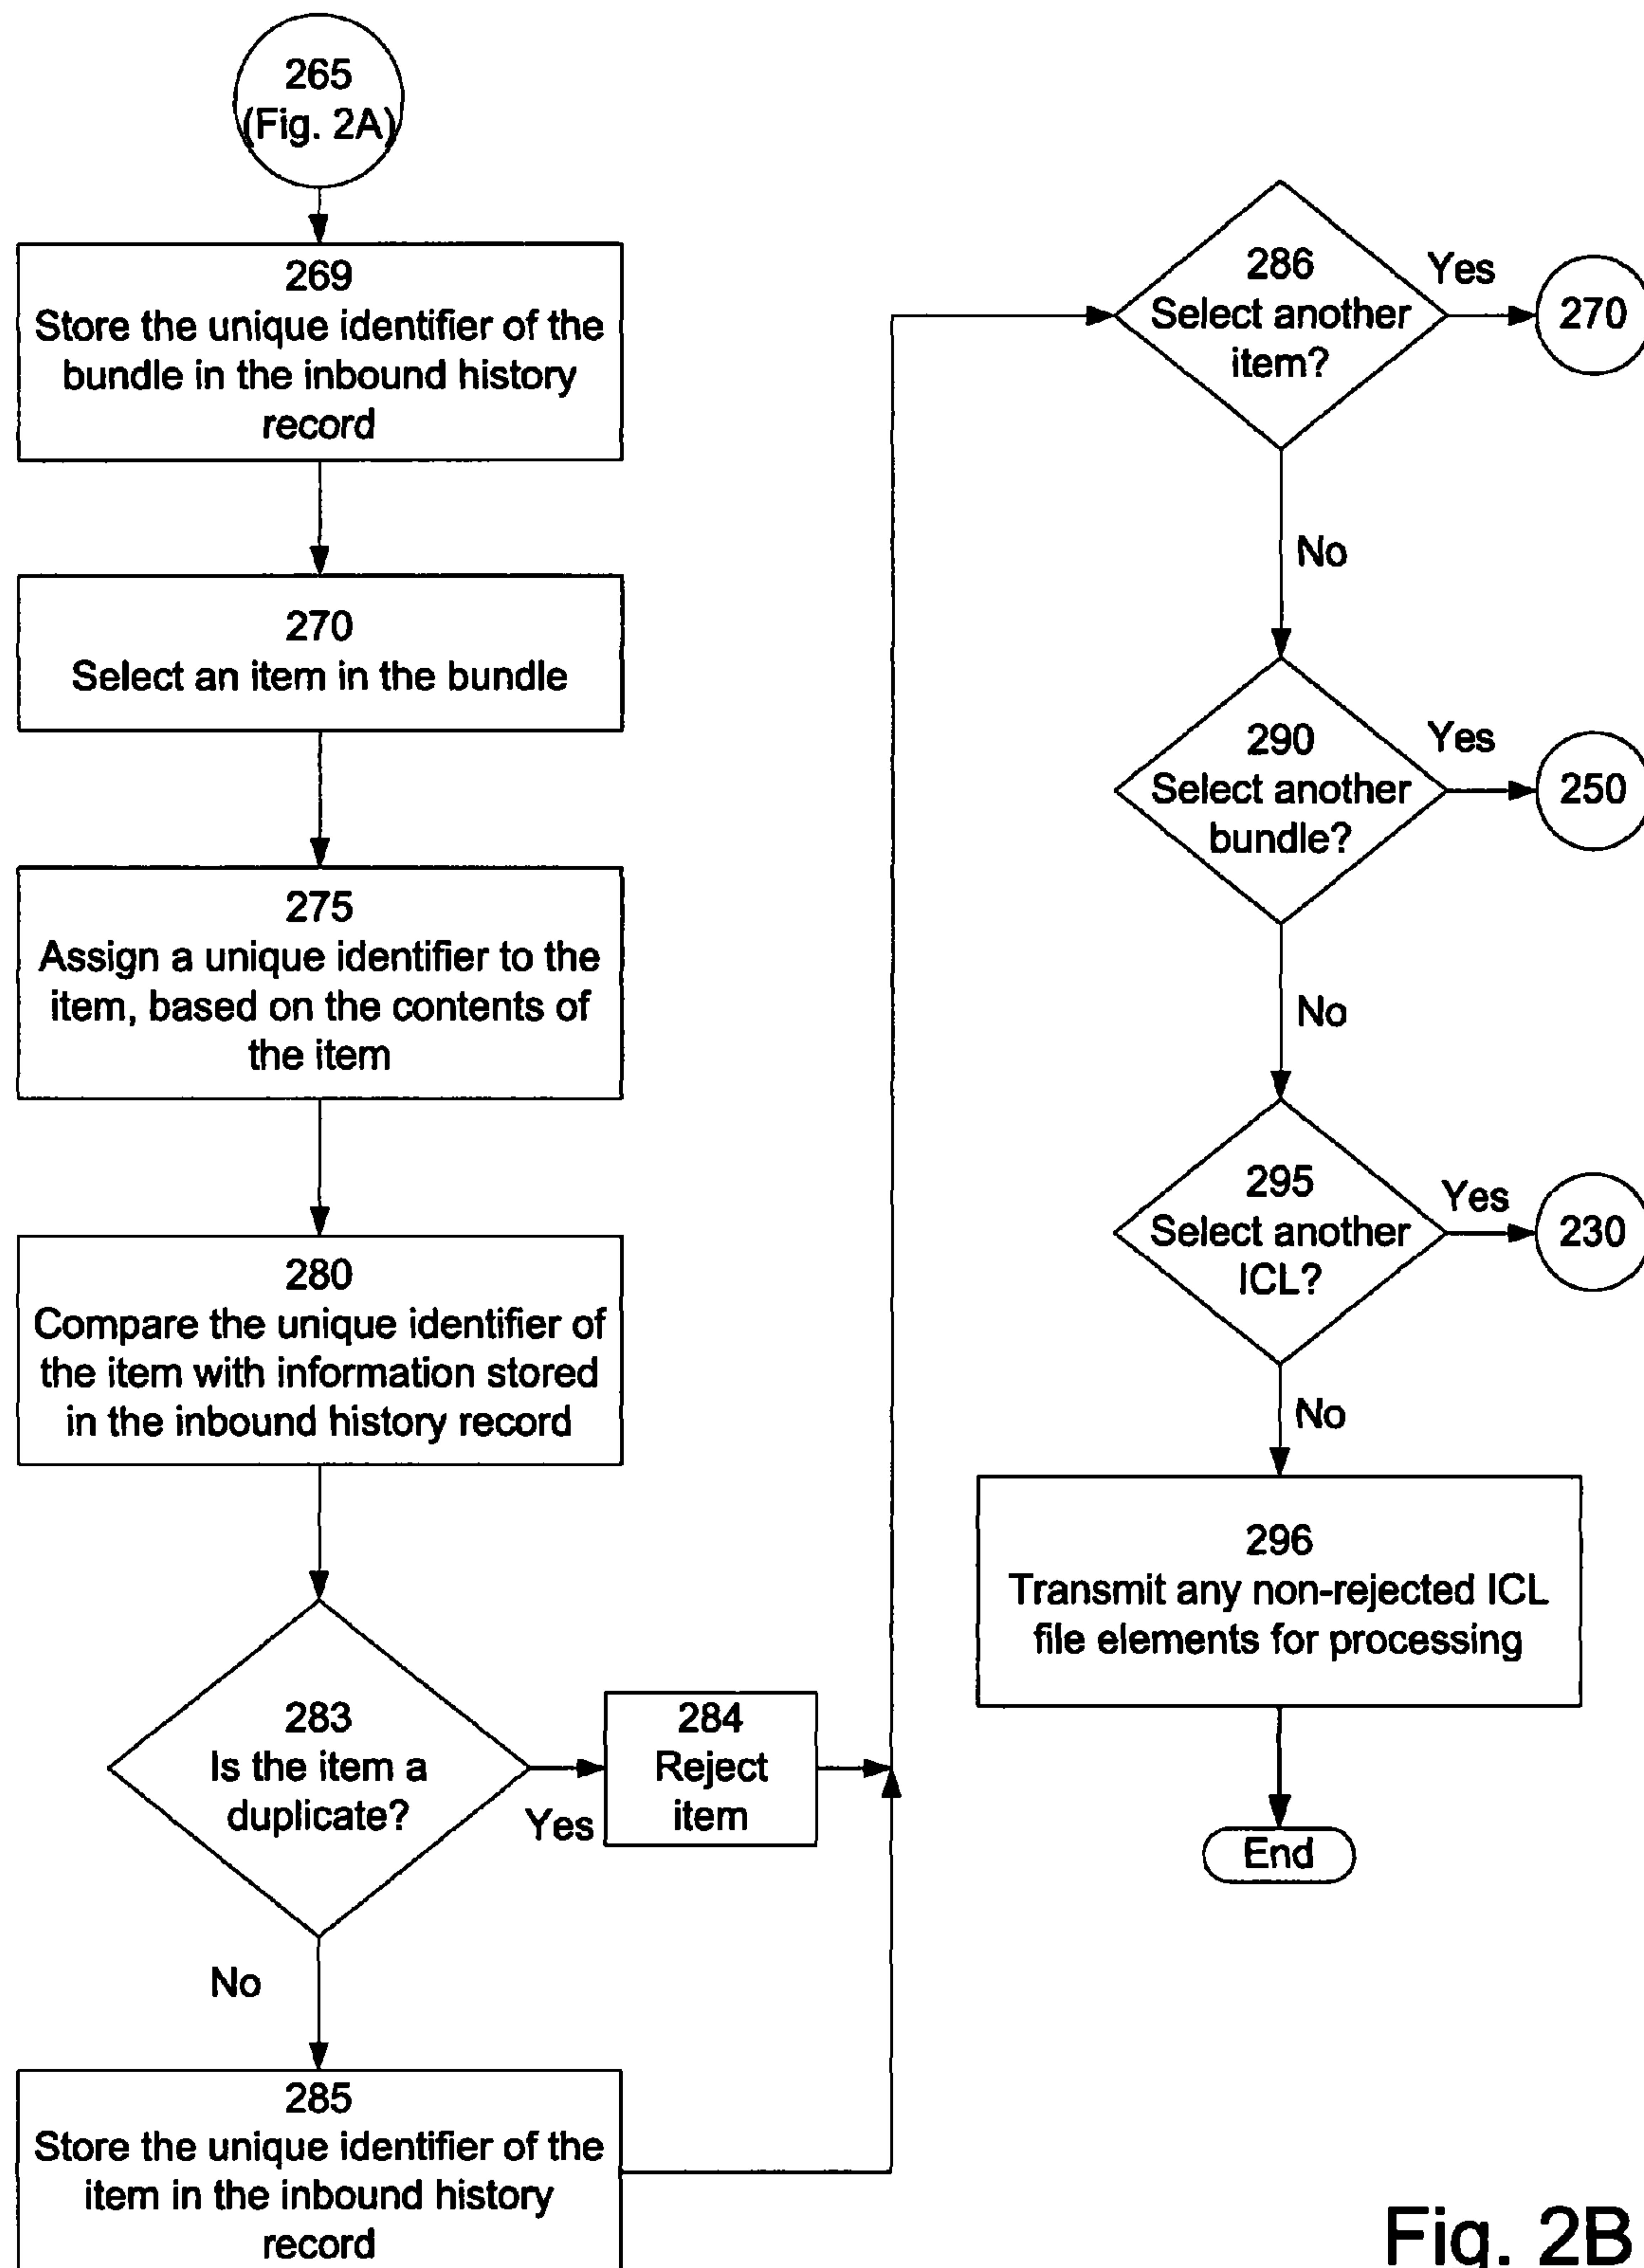 265
(Fig. 2A)
269
Store the unique identifier of the
bundle in the inbound history
record
270
Select an item in the bundle
275
Assign a unique identifier to the
item, based on the contents of
the item
280
Compare the unique identifier of
the item with information stored
in the inbound history record
283
Is the item a
duplicate?
Yes
284
Reject
item
No
285
Store the unique identifier of the
item in the inbound history
record
286
Select another
item?
Yes
270
No
290
Select another
bundle?
Yes
250
No
295
Select another
ICL?
Yes
230
No
296
Transmit any non-rejected ICL
file elements for processing
End
Fig. 2B